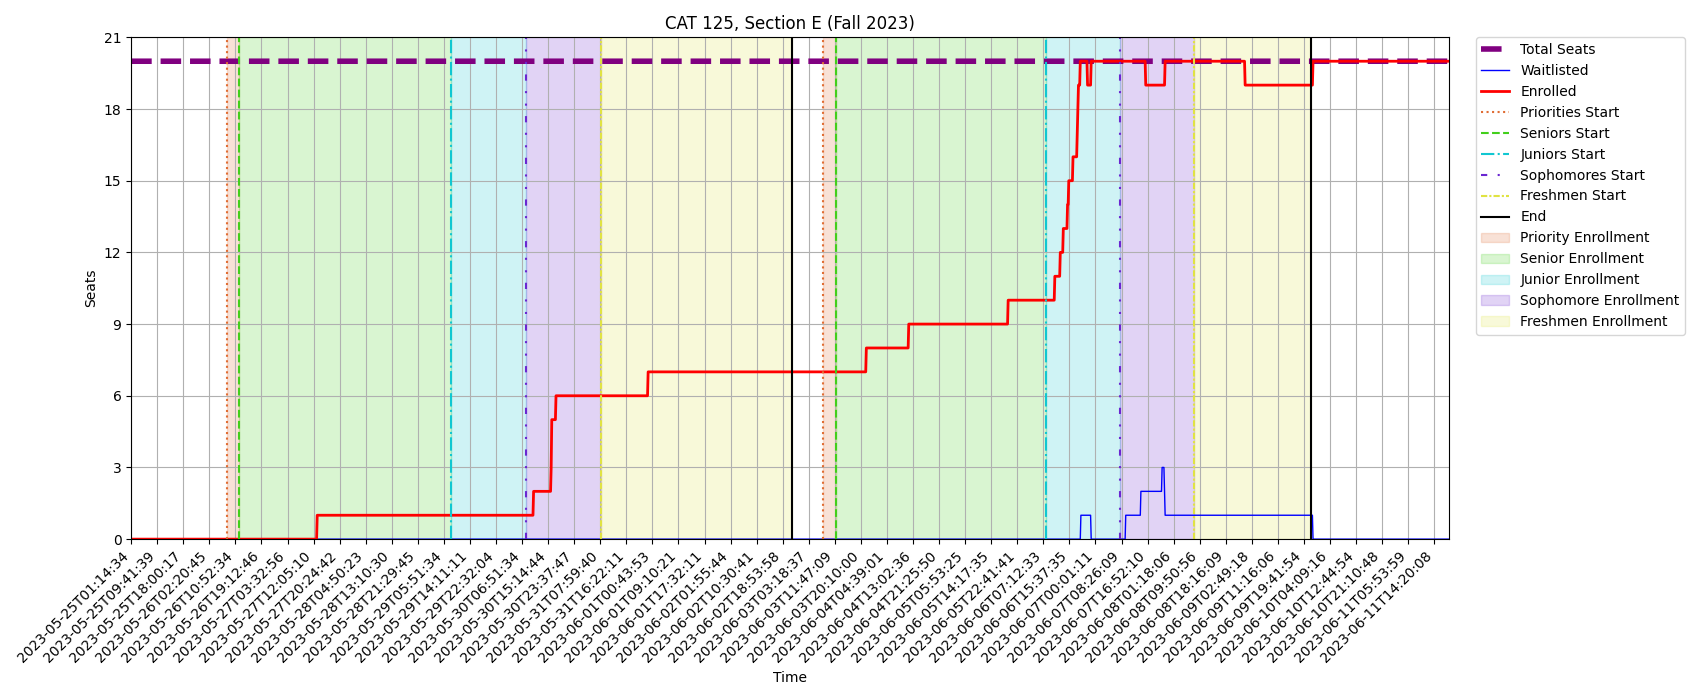 CAT 125, Section E (Fall 2023)
Seats
21
18
15
12
9
6
3
0
2023-05-25T01:14:34
2023-05-25T09:41:39
2023-05-25T18:00:17
2023-05-26T02:20:45
2023-05-26T10:52:34
2023-05-26T19:12:46
2023-05-27T03:32:56
2023-05-27T12:05:10
2023-05-27T20:24:42
2023-05-28T04:50:23
2023-05-28T13:10:30
2023-05-28T21:29:45
2023-05-29T05:51:34
2023-05-29T14:11:11
2023-05-29T22:32:04
2023-05-30T06:51:34
2023-05-30T15:14:44
2023-05-30T23:37:47
2023-05-31T07:59:40
2023-05-31T16:22:11
2023-06-01T00:43:53
2023-06-01T09:10:21
2023-06-01T17:32:11
2023-06-02T01:55:44
2023-06-02T10:30:41
2023-06-02T18:53:58
2023-06-03T03:18:37
2023-06-03T11:47:09
2023-06-03T20:10:00
2023-06-04T04:39:01
2023-06-04T13:02:36
2023-06-04T21:25:50
2023-06-05T05:53:25
2023-06-05T14:17:35
2023-06-05T22:41:41
2023-06-06T07:12:33
2023-06-06T15:37:35
2023-06-07T00:01:11
2023-06-07T08:26:09
2023-06-07T16:52:10
2023-06-08T01:18:06
2023-06-08T09:50:56
2023-06-08T18:16:09
2023-06-09T02:49:18
2023-06-09T11:16:06
2023-06-09T19:41:54
2023-06-10T04:09:16
2023-06-10T12:44:54
2023-06-10T21:10:48
2023-06-11T05:53:59
2023-06-11T14:20:08
Time
Total Seats
Waitlisted
Enrolled
Priorities Start
Seniors Start
Juniors Start
Sophomores Start
Freshmen Start
End
Priority Enrollment
Senior Enrollment
Junior Enrollment
Sophomore Enrollment
Freshmen Enrollment